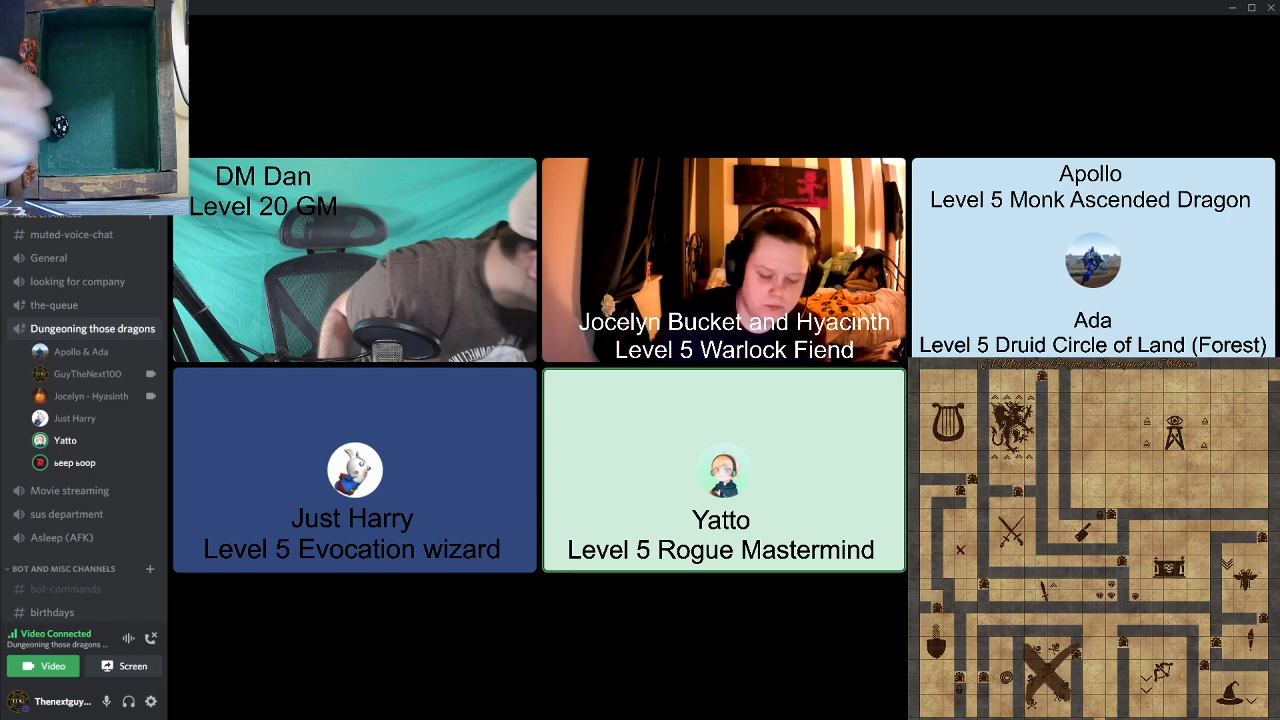 VOICE CHANNELS
muted-voice-chat
General
looking for company
the-queue
Dungeoning those dragons
Apollo & Ada
GuyTheNext100
Jocelyn - Hyasinth
Just Harry
Yatto
ьeep ьoop
Movie streaming
sus department
Asleep (AFK)
BOT AND MISC CHANNELS
bot-commands
birthdays
Video Connected
Dungeoning those dragons ...
Video
Screen
Thenextguy...
DM Dan
Level 20 GM
Jocelyn Bucket and Hyacinth
Level 5 Warlock Fiend
Apollo
Level 5 Monk Ascended Dragon
Ada
Level 5 Druid Circle of Land (Forest)
Just Harry
Level 5 Evocation wizard
Yatto
Level 5 Rogue Mastermind